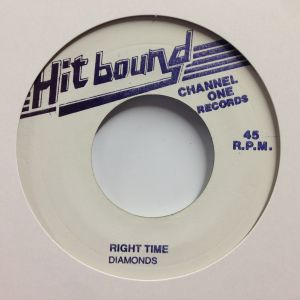 Hit bound
CHANNEL
ONE
RECORDS
45
R.P.M.
RIGHT TIME
DIAMONDS